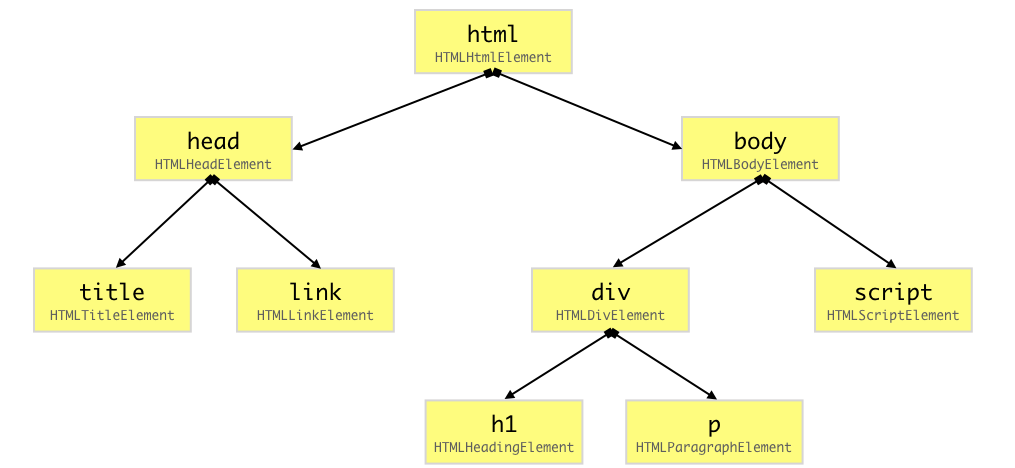 html
HTMLHtmlElement
head
HTMLHeadElement
body
HTMLBodyElement
title
HTMLTitleElement
link
HTMLLinkElement
div
HTMLDivElement
script
HTMLScriptElement
h1
HTMLHeadingElement
p
HTMLParagraphElement